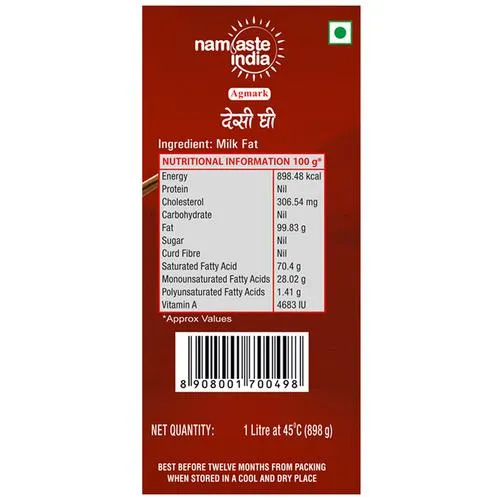 namaste
india
Agmark
देसी घी
Ingredient: Milk Fat
NUTRITIONAL INFORMATION 100 g*
Energy 898.48 kcal
Protein Nil
Cholesterol 306.54 mg
Carbohydrate Nil
Fat 99.83 g
Sugar Nil
Curd Fibre Nil
Saturated Fatty Acid 70.4 g
Monounsaturated Fatty Acids 28.02 g
Polyunsaturated Fatty Acids 1.41 g
Vitamin A 4683 IU
*Approx Values
8908001700498
NET QUANTITY: 1 Litre at 45°C (898 g)
BEST BEFORE TWELVE MONTHS FROM PACKING
WHEN STORED IN A COOL AND DRY PLACE